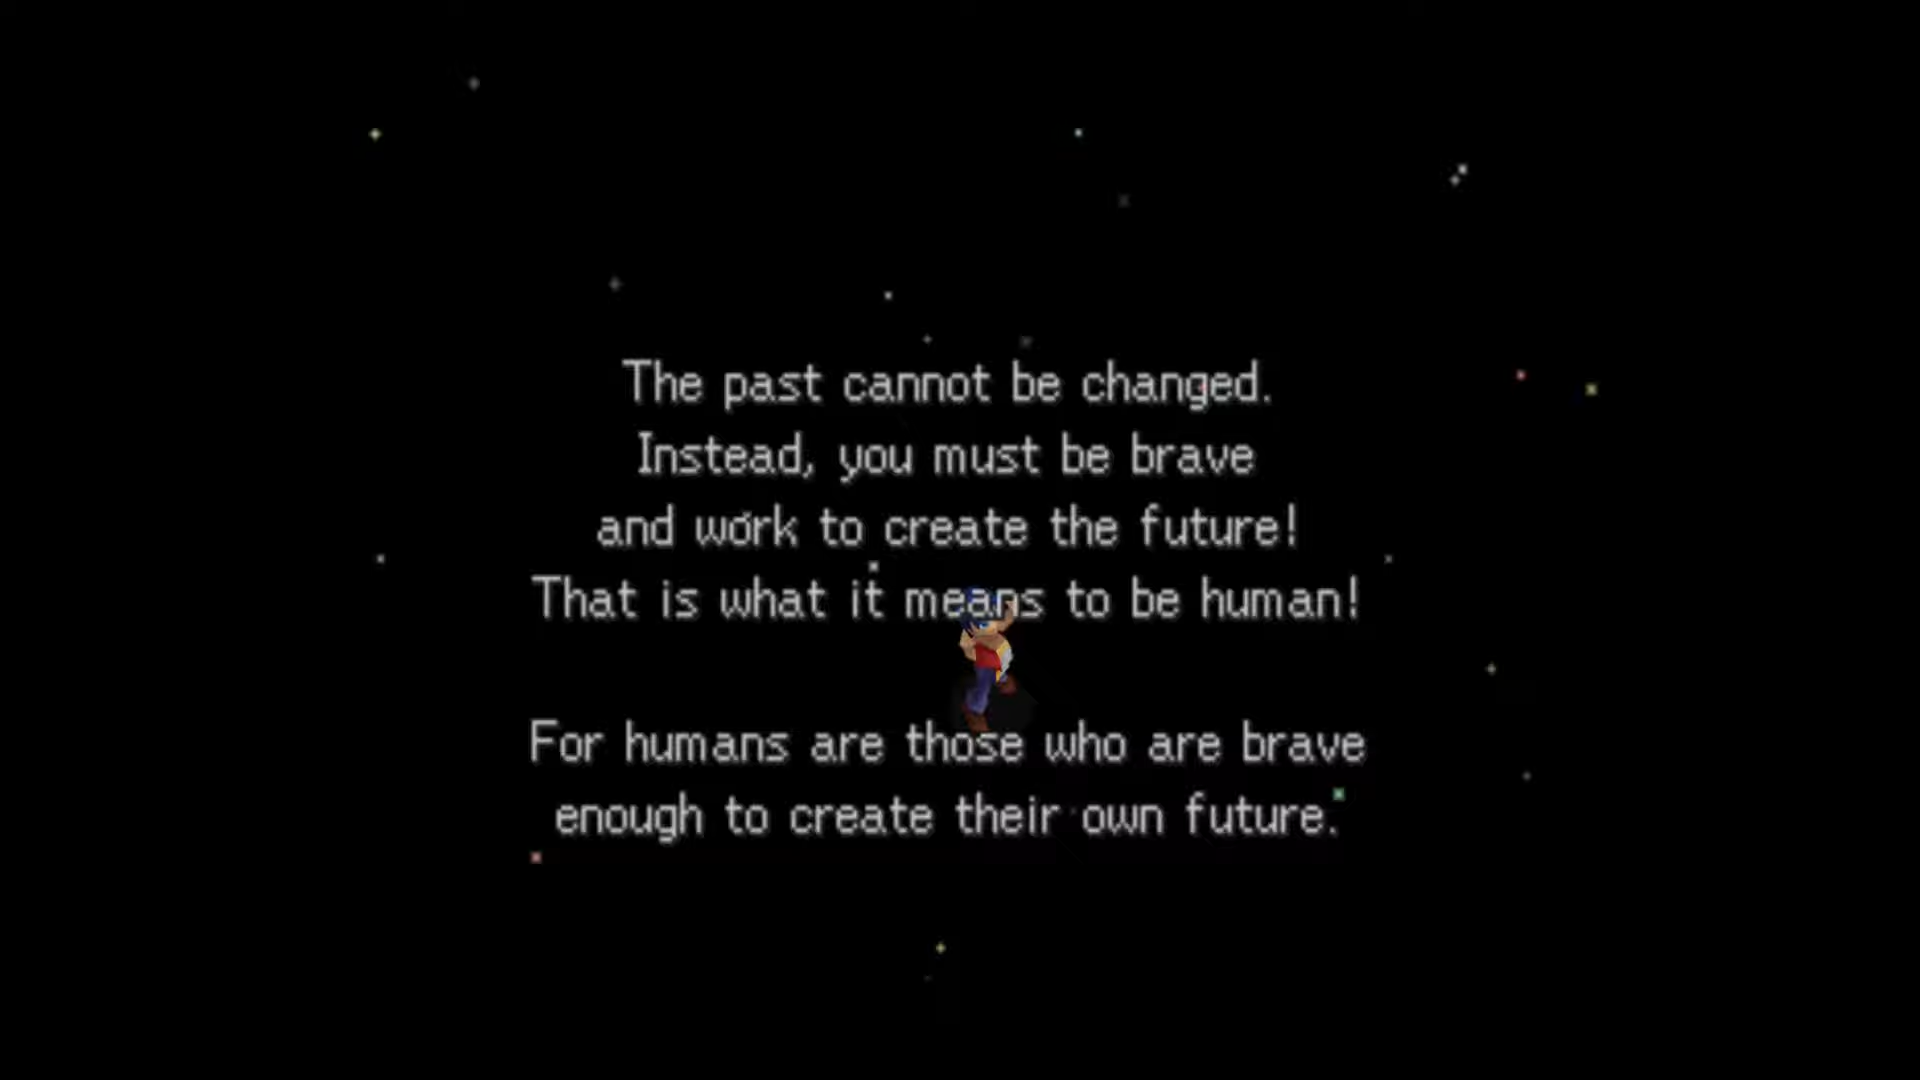 The past cannot be changed.
Instead, you must be brave
and work to create the future!
That is what it means to be human!
For humans are those who are brave
enough to create their own future.